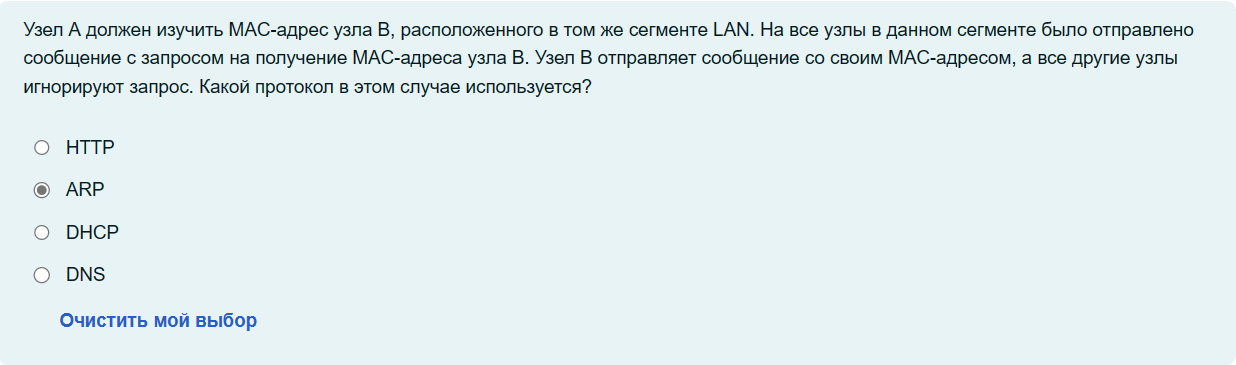 Узел А должен изучить MAC-адрес узла B, расположенного в том же сегменте LAN. На все узлы в данном сегменте было отправлено
сообщение с запросом на получение MAC-адреса узла B. Узел B отправляет сообщение со своим MAC-адресом, а все другие узлы
игнорируют запрос. Какой протокол в этом случае используется?
HTTP
ARP
DHCP
DNS
Очистить мой выбор